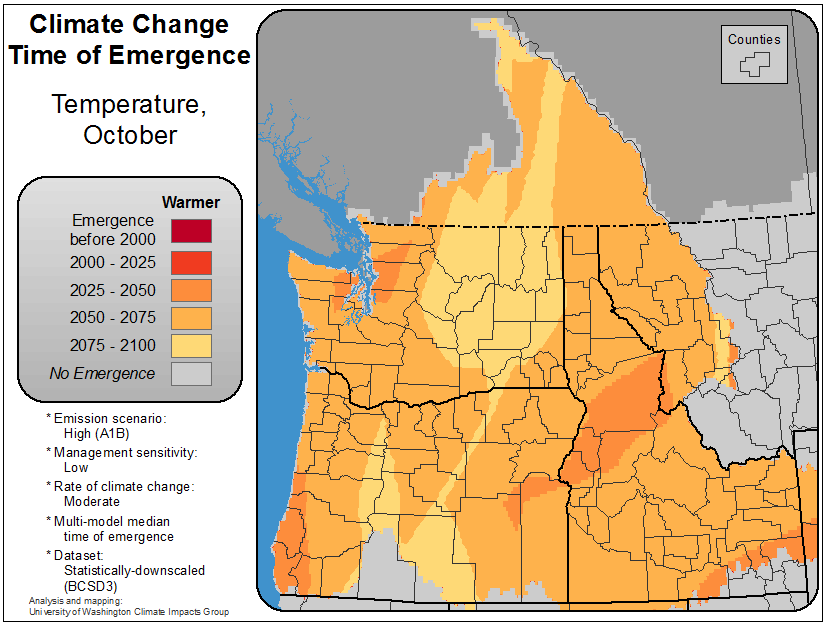 Climate Change
Time of Emergence
Temperature,
October
Warmer
Emergence
before 2000
2000 - 2025
2025 - 2050
2050 - 2075
2075 - 2100
No Emergence
* Emission scenario:
High (A1B)
* Management sensitivity:
Low
* Rate of climate change:
Moderate
* Multi-model median
time of emergence
* Dataset:
Statistically-downscaled
(BCSD3)
Analysis and mapping:
University of Washington Climate Impacts Group
Counties